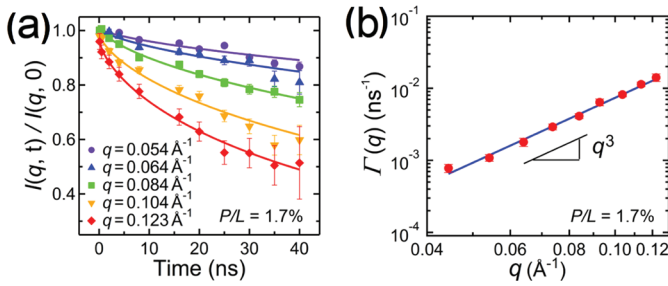 (a)
I(q, t) / I(q, 0)
1.0
0.8
0.6
0.4
q = 0.054 Å⁻¹
q = 0.064 Å⁻¹
q = 0.084 Å⁻¹
q = 0.104 Å⁻¹
q = 0.123 Å⁻¹
P/L = 1.7%
0 10 20 30 40
Time (ns)
(b)
Γ(q) (ns⁻¹)
10⁻¹
10⁻²
10⁻³
10⁻⁴
q³
P/L = 1.7%
0.04 0.06 0.08 0.10 0.12
q (Å⁻¹)